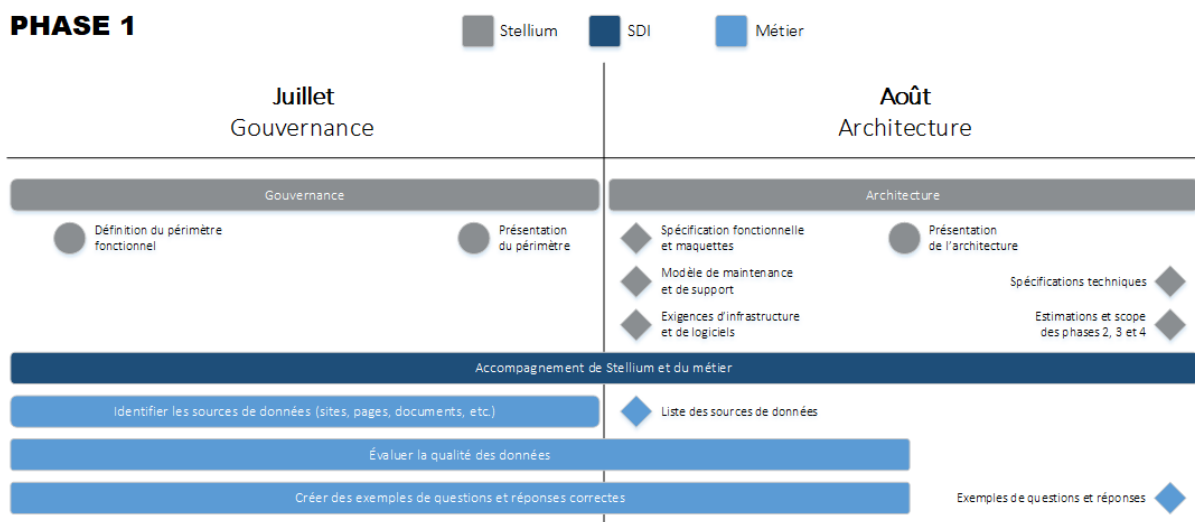 PHASE 1
Stellium
SDI
Métier
Juillet
Gouvernance
Août
Architecture
Gouvernance
Architecture
Définition du périmètre
fonctionnel
Présentation
du périmètre
Spécification fonctionnelle
et maquettes
Présentation
de l'architecture
Modèle de maintenance
et de support
Spécifications techniques
Exigences d'infrastructure
et de logiciels
Estimations et scope
des phases 2, 3 et 4
Accompagnement de Stellium et du métier
Identifier les sources de données (sites, pages, documents, etc.)
Liste des sources de données
Évaluer la qualité des données
Créer des exemples de questions et réponses correctes
Exemples de questions et réponses